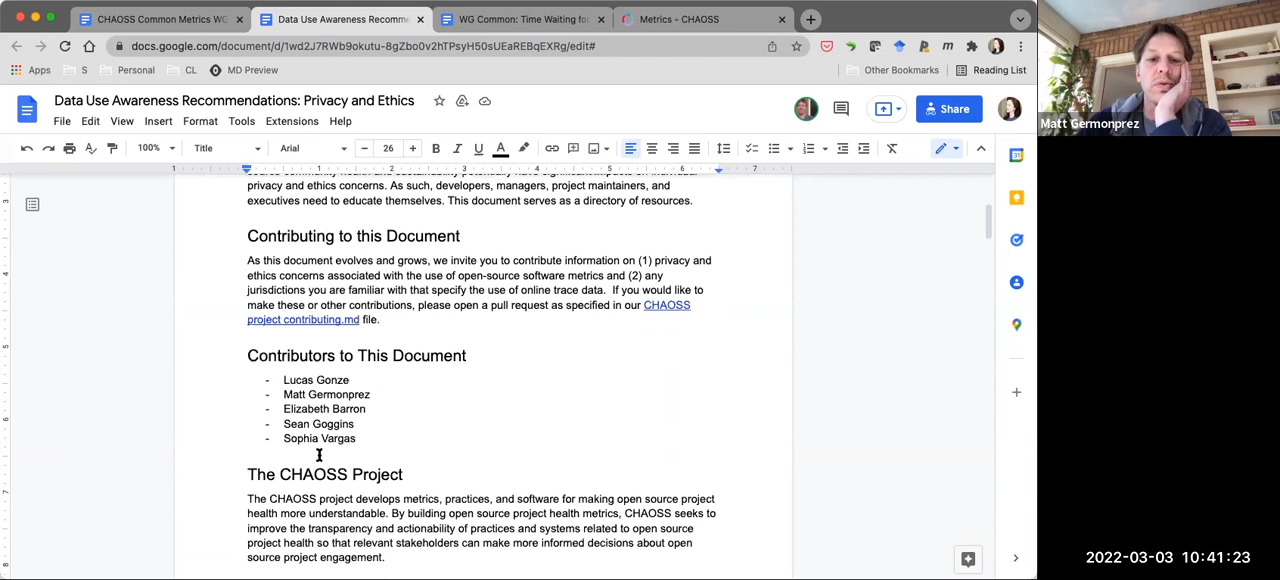 CHAOSS Common Metrics WG
Data Use Awareness Recomme
WG Common: Time Waiting for
Metrics - CHAOSS
docs.google.com/document/d/1wd2J7RWb9okutu-8gZbo0v2hTPsyH50sUEaREBqEXRg/edit#
Apps
S
Personal
CL
MD Preview
Other Bookmarks
Reading List
Data Use Awareness Recommendations: Privacy and Ethics
File Edit View Insert Format Tools Extensions Help
Share
100%
Title
Arial
26
privacy and ethics concerns. As such, developers, managers, project maintainers, and
executives need to educate themselves. This document serves as a directory of resources.
Contributing to this Document
As this document evolves and grows, we invite you to contribute information on (1) privacy and
ethics concerns associated with the use of open-source software metrics and (2) any
jurisdictions you are familiar with that specify the use of online trace data. If you would like to
make these or other contributions, please open a pull request as specified in our CHAOSS
project contributing.md file.
Contributors to This Document
- Lucas Gonze
- Matt Germonprez
- Elizabeth Barron
- Sean Goggins
- Sophia Vargas
The CHAOSS Project
The CHAOSS project develops metrics, practices, and software for making open source project
health more understandable. By building open source project health metrics, CHAOSS seeks to
improve the transparency and actionability of practices and systems related to open source
project health so that relevant stakeholders can make more informed decisions about open
source project engagement.
Matt Germonprez
2022-03-03 10:41:23